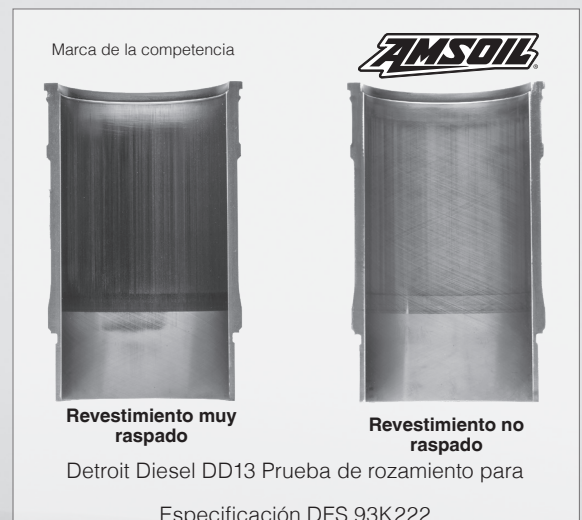 Marca de la competencia
AMSOIL
Revestimiento muy
raspado
Revestimiento no
raspado
Detroit Diesel DD13 Prueba de rozamiento para
Especificación DFS 93K222